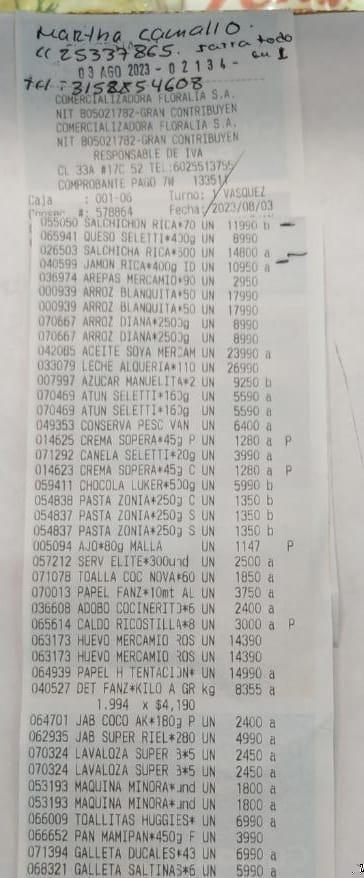 Martha Camallo.
cc 25337865. sarra todo
en 1
03 AGO 2023 - 02134 -
tel : 3158854608
COMERCIALIZADORA FLORALIA S.A.
NIT 805021782-GRAN CONTRIBUYEN
COMERCIALIZADORA FLORALIA S.A.
NIT 805021782-GRAN CONTRIBUYEN
RESPONSABLE DE IVA
CL 33A #17C 52 TEL:6025513755
COMPROBANTE PAGO 7W 13351
Caja : 001-06 Turno: VASQUEZ
#: 578864 Fecha 2023/08/03
055050 SALCHICHON RICA*70 UN 11990 b -
065941 QUESO SELETTI*400g UN 8990
026503 SALCHICHA RICA*500 UN 14800 a -
040599 JAMON RICA*400g ID UN 10950 a -
036974 AREPAS MERCAMIO*90 UN 2950
000939 ARROZ BLANQUITA*50 UN 17990
000939 ARROZ BLANQUITA*50 UN 17990
070667 ARROZ DIANA*2500g UN 8990
070667 ARROZ DIANA*2500g UN 8990
042085 ACEITE SOYA MERCAM UN 23990 a
033079 LECHE ALQUERIA*110 UN 26990
007997 AZUCAR MANUELITA*2 UN 9250 b
070469 ATUN SELETTI*160g UN 5590 a
070469 ATUN SELETTI*160g UN 5590 a
049353 CONSERVA PESC VAN UN 6400 a
014625 CREMA SOPERA*45g P UN 1280 a P
071292 CANELA SELETTI*20g UN 3990 a
014623 CREMA SOPERA*45g C UN 1280 a P
059411 CHOCOLA LUKER*500g UN 5990 b
054838 PASTA ZONIA*250g C UN 1350 b
054837 PASTA ZONIA*250g S UN 1350 b
054837 PASTA ZONIA*250g S UN 1350 b
005094 AJO*80g MALLA UN 1147 P
057212 SERV ELITE*300und UN 2500 a
071078 TOALLA COC NOVA*60 UN 1850 a
070013 PAPEL FANZ*10mt AL UN 3750 a
036608 ADOBO COCINERITO*6 UN 2400 a
065614 CALDO RICOSTILLA*8 UN 3000 a P
063173 HUEVO MERCAMIO ROS UN 14390
063173 HUEVO MERCAMIO ROS UN 14390
064939 PAPEL H TENTACION* UN 14990 a
040527 DET FANZ*KILO A GR kg 8355 a
1.994 x $4,190
064701 JAB COCO AK*180g P UN 2400 a
062935 JAB SUPER RIEL*280 UN 4990 a
070324 LAVALOZA SUPER B*5 UN 2450 a
070324 LAVALOZA SUPER B*5 UN 2450 a
053193 MAQUINA MINORA*und UN 1800 a
053193 MAQUINA MINORA*und UN 1800 a
066009 TOALLITAS HUGGIES* UN 6990 a
066652 PAN MAMIPAN*450g F UN 3990
071394 GALLETA DUCALES*43 UN 6990 a
068321 GALLETA SALTINAS*6 UN 5990 a